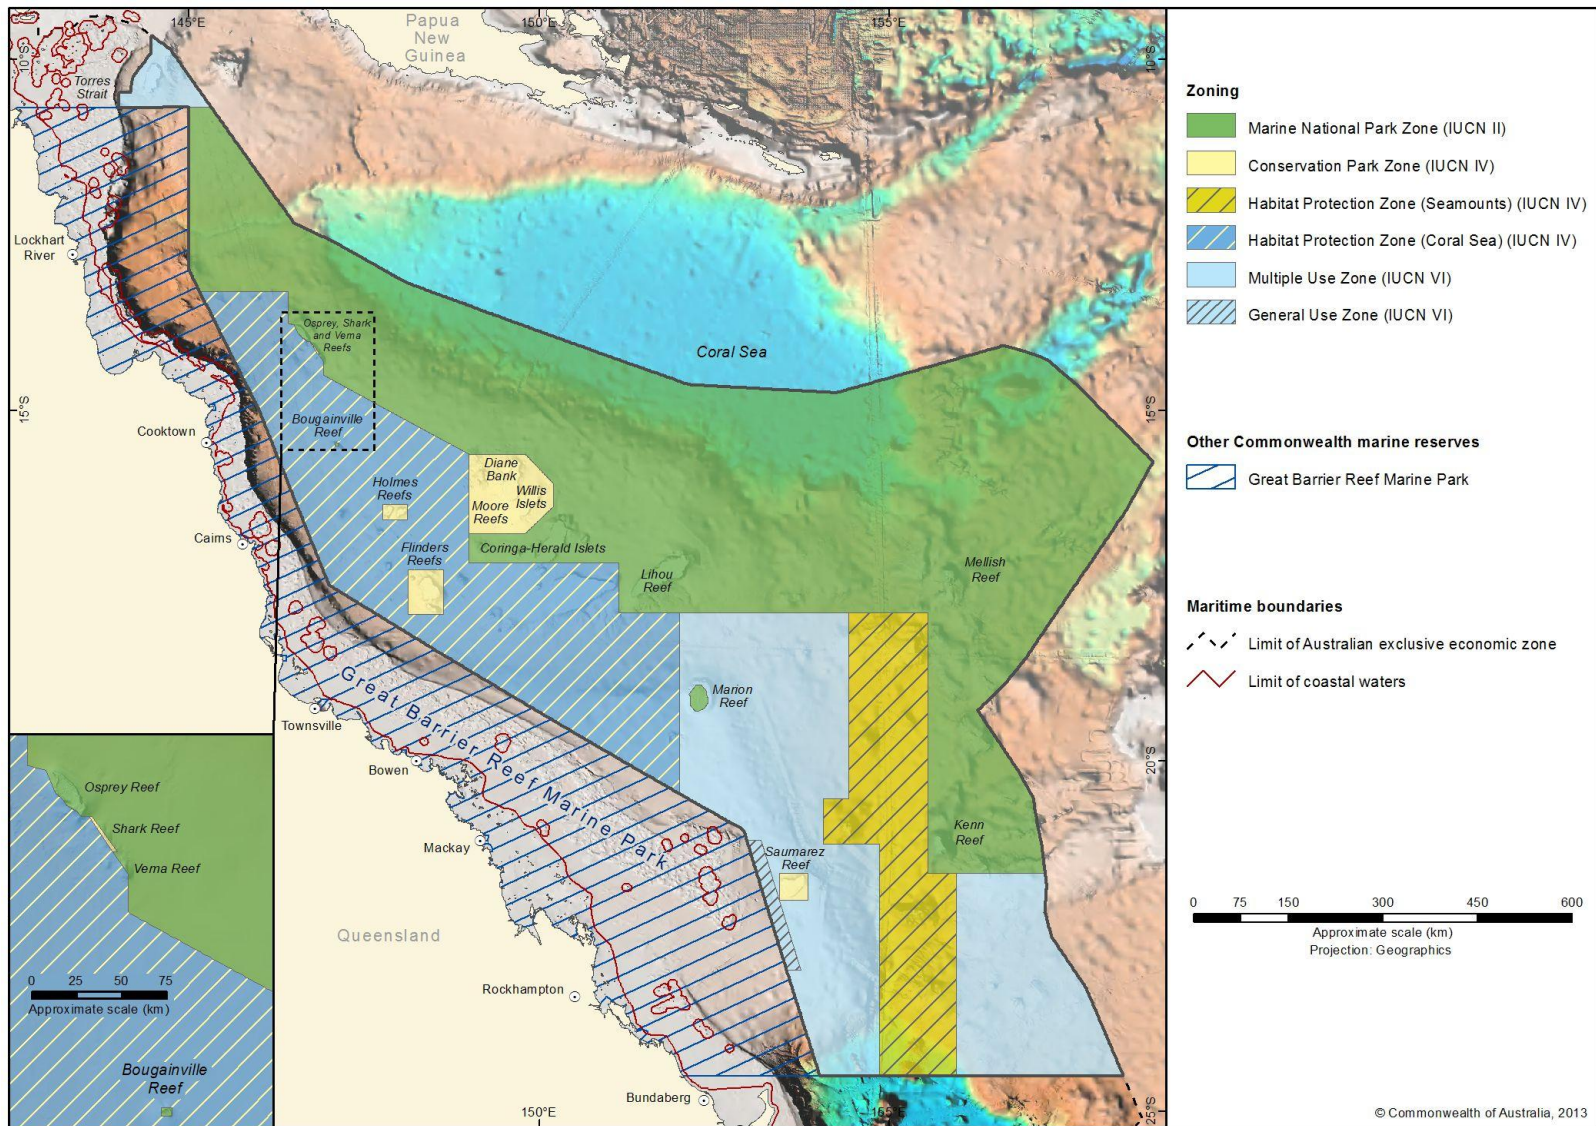 145°E
150°E
155°E
Papua
New
Guinea
10°S
10°S
Torres
Strait
Lockhart
River
Osprey, Shark
and Vema
Reefs
Coral Sea
15°S
15°S
Cooktown
Bougainville
Reef
Diane
Bank
Willis
Islets
Moore
Reefs
Holmes
Reefs
Cairns
Flinders
Reefs
Coringa-Herald Islets
Lihou
Reef
Mellish
Reef
Great Barrier Reef Marine Park
Marion
Reef
Townsville
Bowen
20°S
Mackay
Kenn
Reef
Saumarez
Reef
Queensland
Rockhampton
Bundaberg
150°E
155°E
25°S
Osprey Reef
Shark Reef
Vema Reef
0 25 50 75
Approximate scale (km)
Bougainville
Reef
Zoning
Marine National Park Zone (IUCN II)
Conservation Park Zone (IUCN IV)
Habitat Protection Zone (Seamounts) (IUCN IV)
Habitat Protection Zone (Coral Sea) (IUCN IV)
Multiple Use Zone (IUCN VI)
General Use Zone (IUCN VI)
Other Commonwealth marine reserves
Great Barrier Reef Marine Park
Maritime boundaries
Limit of Australian exclusive economic zone
Limit of coastal waters
0 75 150 300 450 600
Approximate scale (km)
Projection: Geographics
© Commonwealth of Australia, 2013